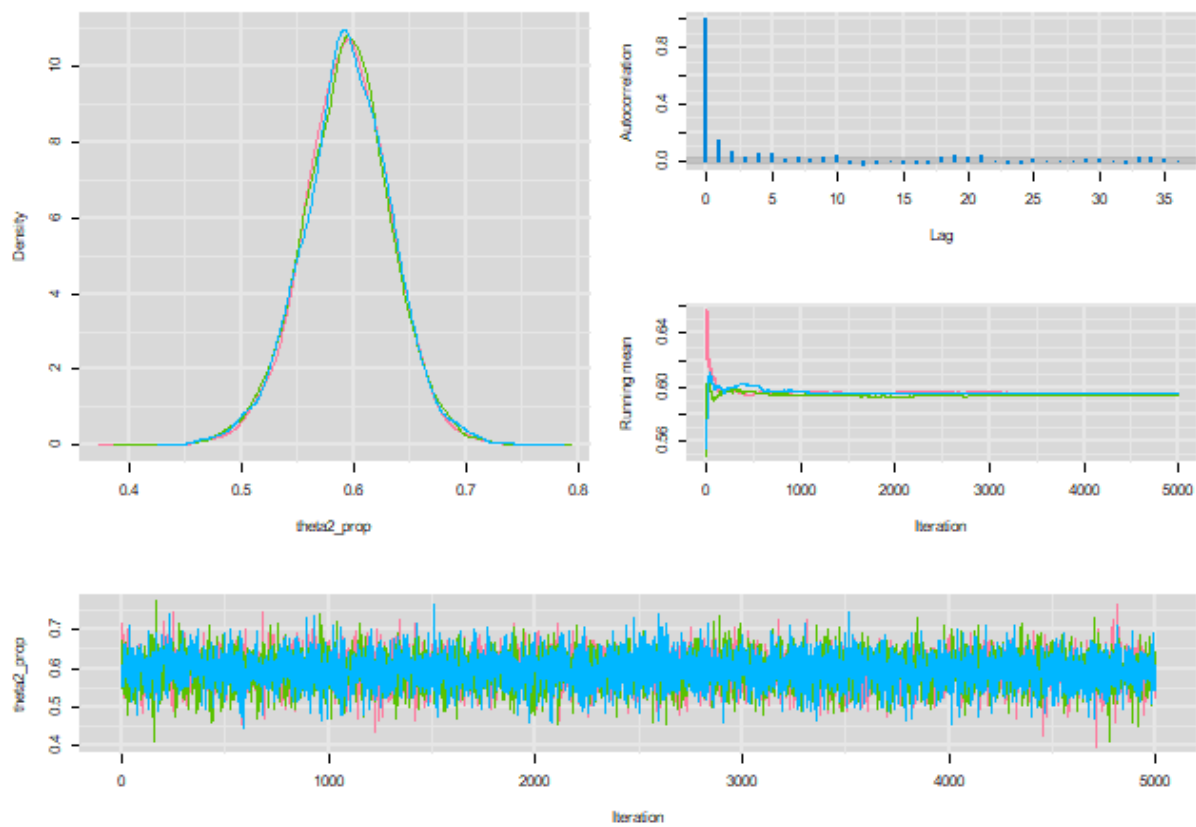 Density
0 2 4 6 8 10
0.4 0.5 0.6 0.7 0.8
theta2_prop
Autocorrelation
0.0 0.4 0.8
0 5 10 15 20 25 30 35
Lag
Running mean
0.56 0.60 0.64
0 1000 2000 3000 4000 5000
Iteration
theta2_prop
0.4 0.5 0.6 0.7
0 1000 2000 3000 4000 5000
Iteration